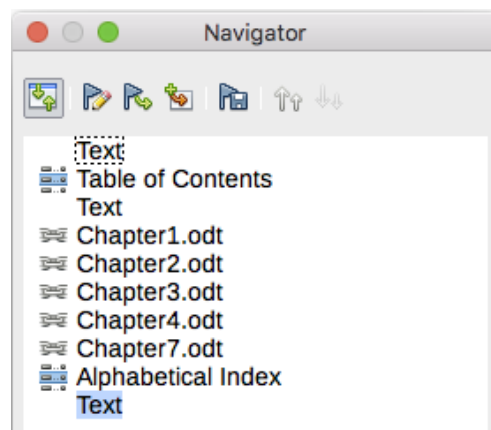 Navigator
Text
Table of Contents
Text
Chapter1.odt
Chapter2.odt
Chapter3.odt
Chapter4.odt
Chapter7.odt
Alphabetical Index
Text